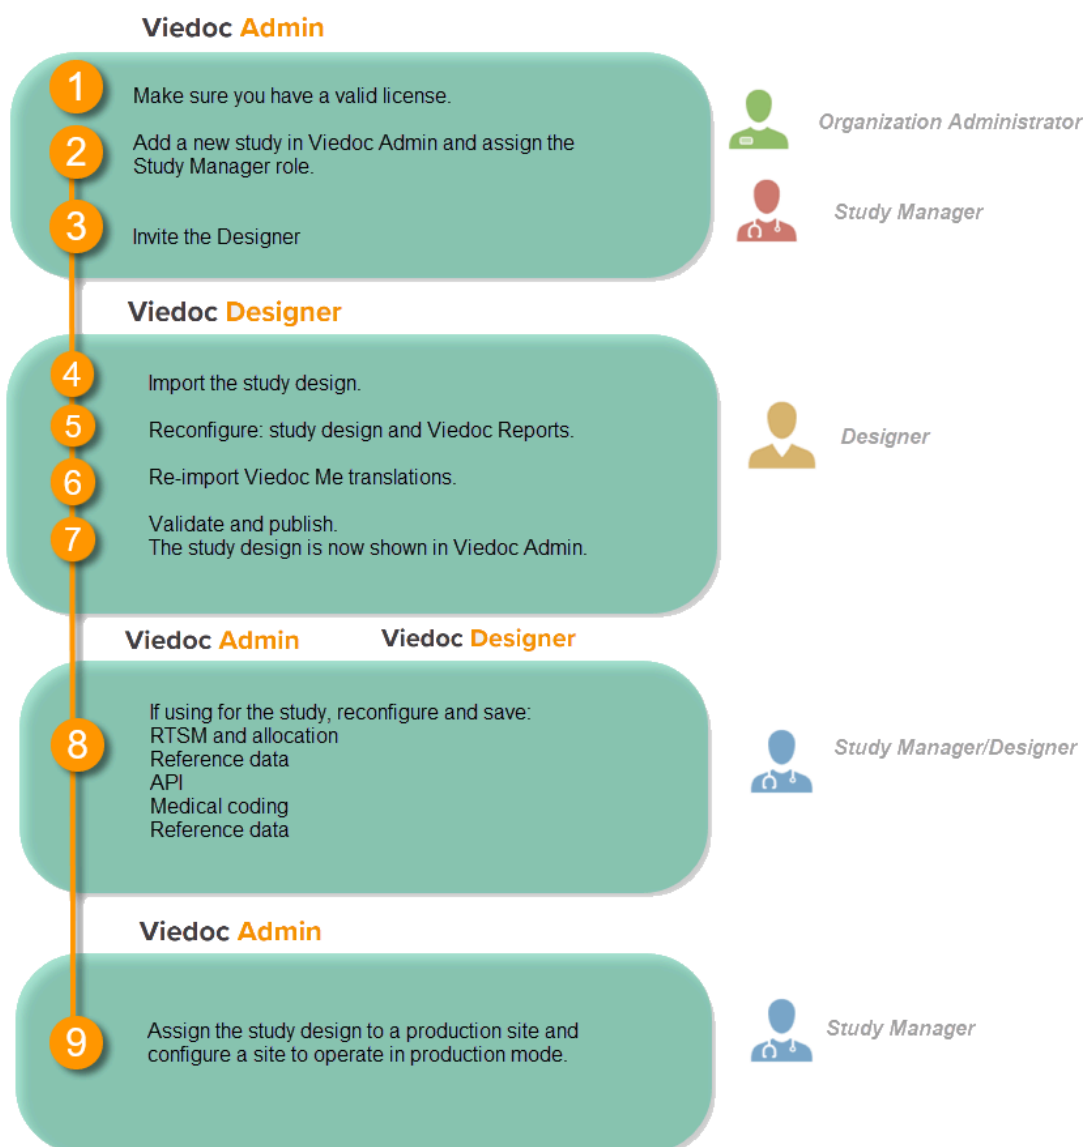 Viedoc Admin
1
Make sure you have a valid license.
Organization Administrator
2
Add a new study in Viedoc Admin and assign the
Study Manager role.
Study Manager
3
Invite the Designer
Viedoc Designer
4
Import the study design.
5
Reconfigure: study design and Viedoc Reports.
Designer
6
Re-import Viedoc Me translations.
7
Validate and publish.
The study design is now shown in Viedoc Admin.
Viedoc Admin
Viedoc Designer
8
If using for the study, reconfigure and save:
RTSM and allocation
Reference data
API
Medical coding
Reference data
Study Manager/Designer
Viedoc Admin
9
Assign the study design to a production site and
configure a site to operate in production mode.
Study Manager